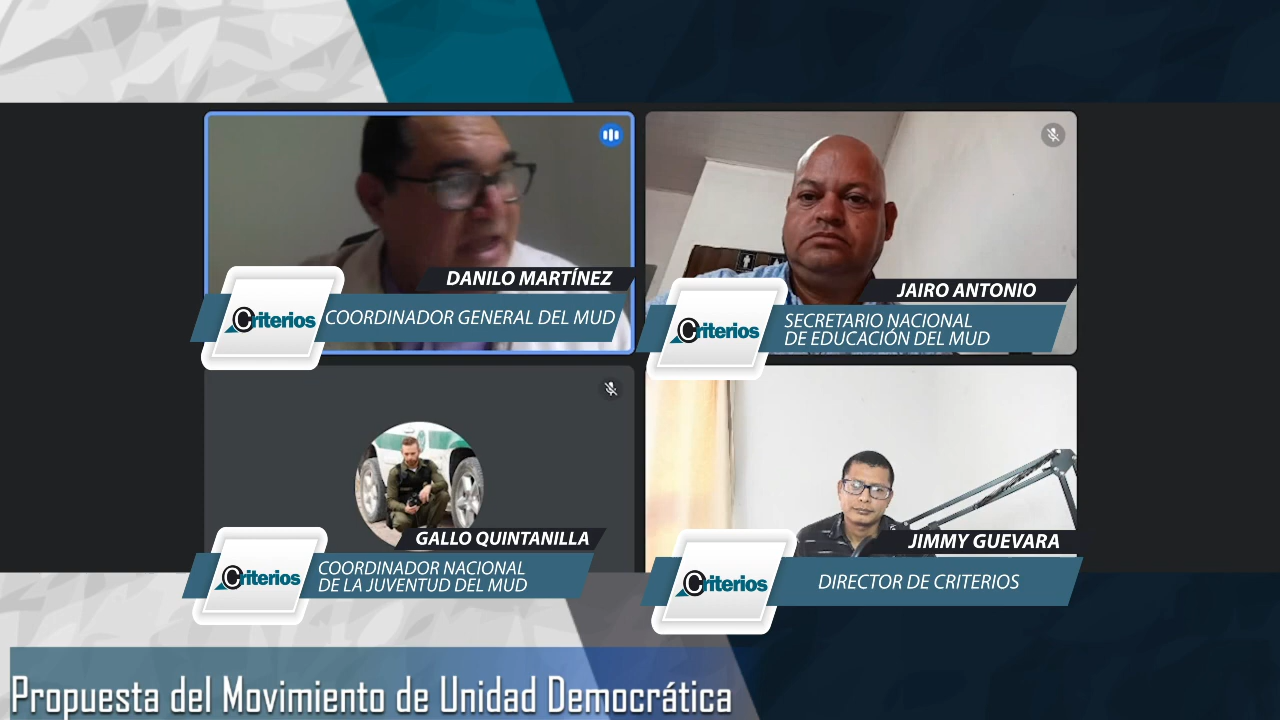 DANILO MARTÍNEZ
Criterios
COORDINADOR GENERAL DEL MUD
JAIRO ANTONIO
Criterios
SECRETARIO NACIONAL
DE EDUCACIÓN DEL MUD
GALLO QUINTANILLA
Criterios
COORDINADOR NACIONAL
DE LA JUVENTUD DEL MUD
JIMMY GUEVARA
Criterios
DIRECTOR DE CRITERIOS
Propuesta del Movimiento de Unidad Democrática